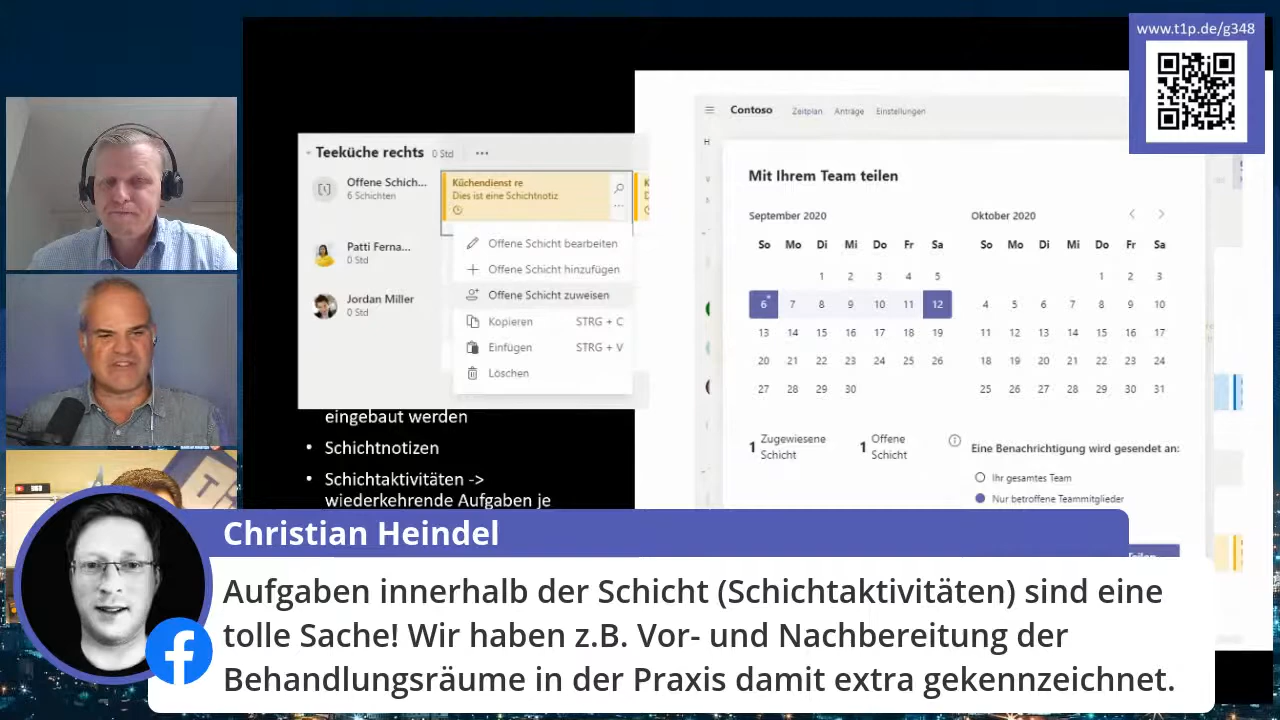 www.t1p.de/g348
Teeküche rechts 0 Std ...
Offene Schich...
6 Schichten
Küchendienst re
Dies ist eine Schichtnotiz
Offene Schicht bearbeiten
Patti Ferna...
0 Std
Offene Schicht hinzufügen
Offene Schicht zuweisen
Jordan Miller
0 Std
Kopieren STRG + C
Einfügen STRG + V
Löschen
eingebaut werden
• Schichtnotizen
• Schichtaktivitäten ->
wiederkehrende Aufgaben je
Contoso Zeitplan Anträge Einstellungen
Mit Ihrem Team teilen
September 2020
So Mo Di Mi Do Fr Sa
1 2 3 4 5
6* 7 8 9 10 11 12
13 14 15 16 17 18 19
20 21 22 23 24 25 26
27 28 29 30
Oktober 2020
So Mo Di Mi Do Fr Sa
1 2 3
4 5 6 7 8 9 10
11 12 13 14 15 16 17
18 19 20 21 22 23 24
25 26 27 28 29 30 31
1 Zugewiesene
Schicht
1 Offene
Schicht
Eine Benachrichtigung wird gesendet an:
Ihr gesamtes Team
Nur betroffene Teammitglieder
Teilen
Christian Heindel
Aufgaben innerhalb der Schicht (Schichtaktivitäten) sind eine
tolle Sache! Wir haben z.B. Vor- und Nachbereitung der
Behandlungsräume in der Praxis damit extra gekennzeichnet.